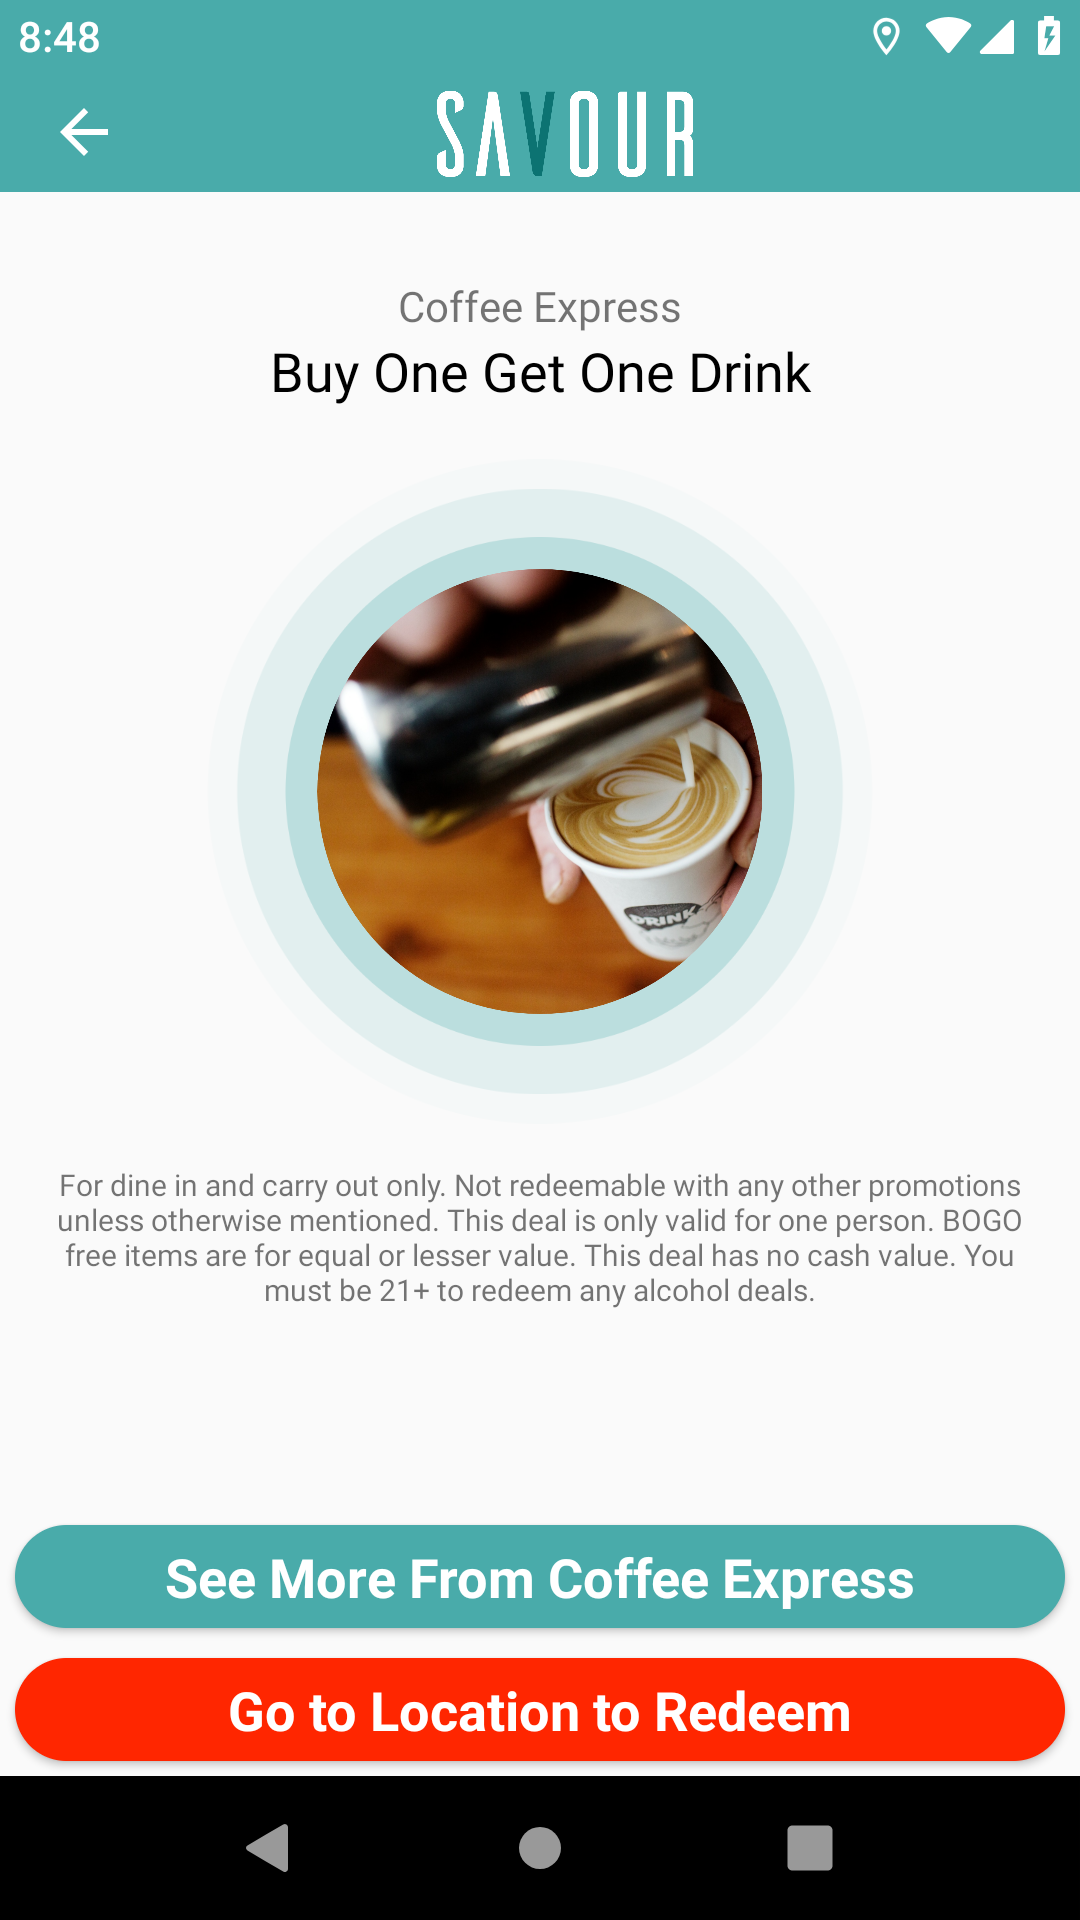 8:48
SAVOUR
Coffee Express
Buy One Get One Drink
DRINK
For dine in and carry out only. Not redeemable with any other promotions
unless otherwise mentioned. This deal is only valid for one person. BOGO
free items are for equal or lesser value. This deal has no cash value. You
must be 21+ to redeem any alcohol deals.
See More From Coffee Express
Go to Location to Redeem